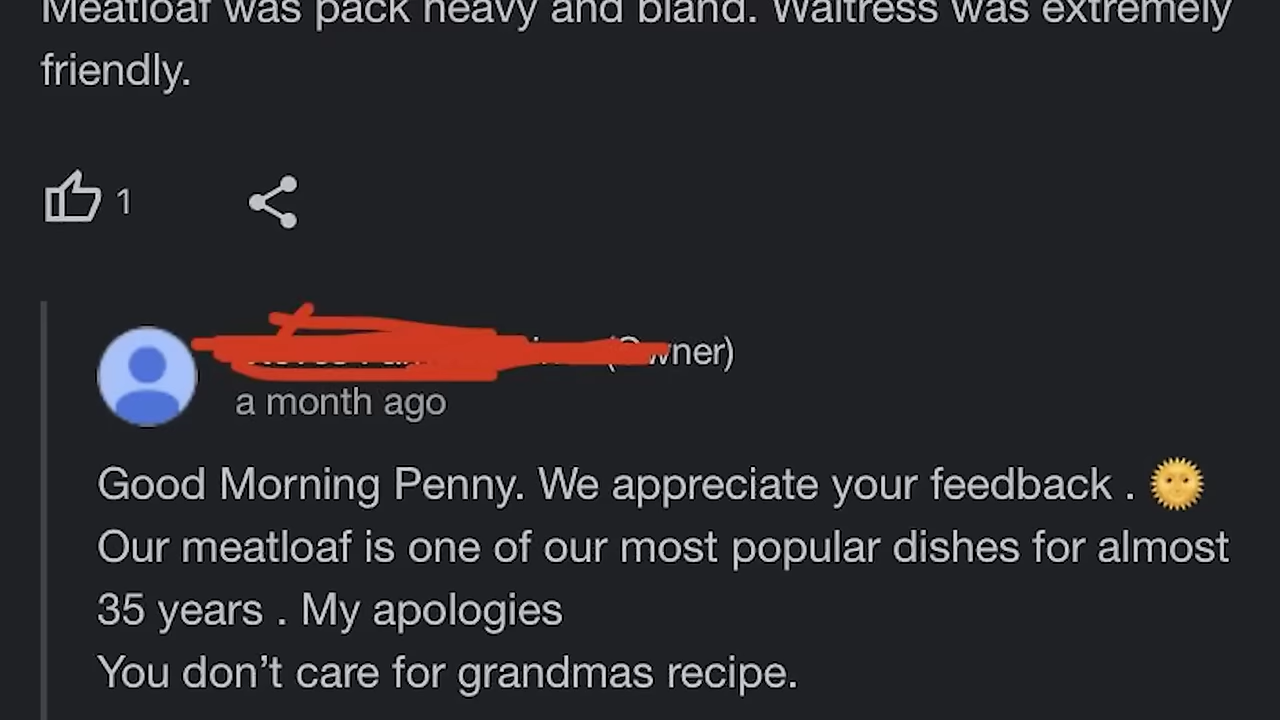 Meatloaf was pack heavy and bland. Waitress was extremely
friendly.
1
(Owner)
a month ago
Good Morning Penny. We appreciate your feedback . 🌞
Our meatloaf is one of our most popular dishes for almost
35 years . My apologies
You don’t care for grandmas recipe.